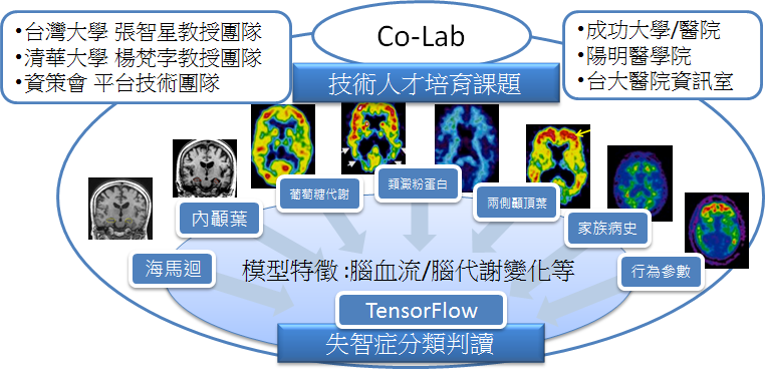 •台灣大學 張智星教授團隊
•清華大學 楊梵孛教授團隊
•資策會 平台技術團隊
Co-Lab
•成功大學/醫院
•陽明醫學院
•台大醫院資訊室
技術人才培育課題
海馬迴
內顳葉
葡萄糖代謝
類澱粉蛋白
兩側顳頂葉
家族病史
行為參數
模型特徵:腦血流/腦代謝變化等
TensorFlow
失智症分類判讀